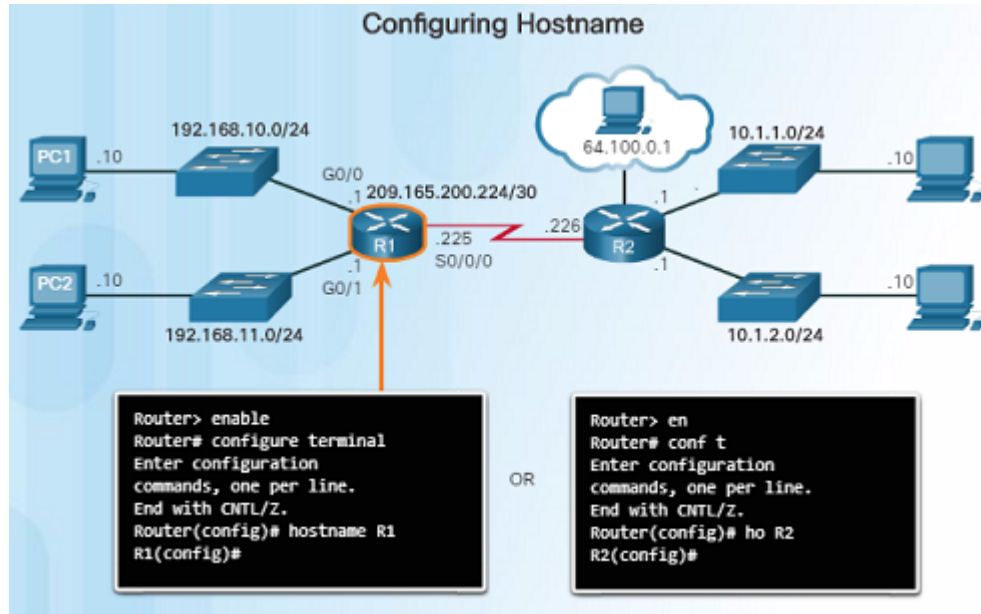 Configuring Hostname
192.168.10.0/24
10.1.1.0/24
64.100.0.1
PC1
.10
.10
G0/0
.1
209.165.200.224/30
.1
R1
.225
.226
R2
S0/0/0
.1
.1
G0/1
PC2
.10
.10
192.168.11.0/24
10.1.2.0/24
Router> enable
Router# configure terminal
Enter configuration
commands, one per line.
End with CNTL/Z.
Router(config)# hostname R1
R1(config)#
OR
Router> en
Router# conf t
Enter configuration
commands, one per line.
End with CNTL/Z.
Router(config)# ho R2
R2(config)#